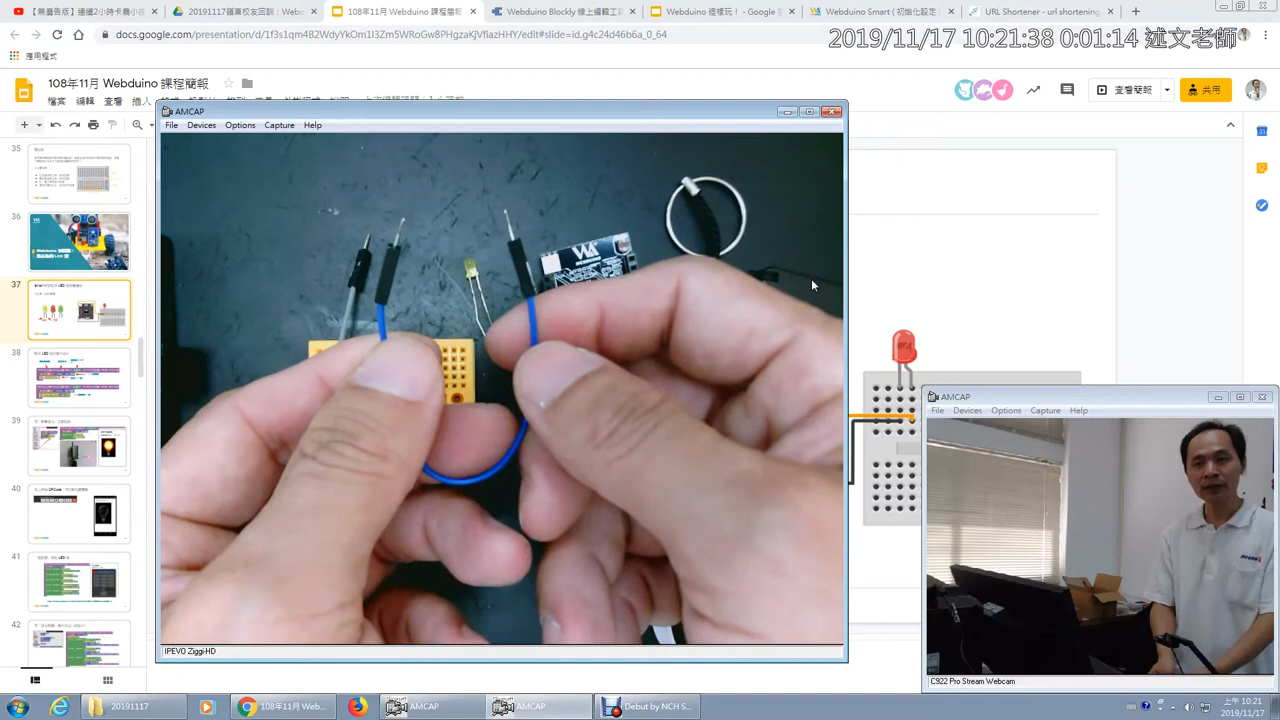 【無廣告版】達達2小時卡農小提
20191117羅東校友回訓：Webd
108年11月 Webduino 課程簡報
Webduino Blockly 線上編輯工具
Webduino 這樣玩！ - Google 簡
Webduino Smart ( 初始化設定 )
URL Shortener - url shortening
docs.google.com/presentation/d/1f3s1qm4B2WdyYkOm1I3Zm5WRoGw8PHgzaKjVfiazHHY/edit#slide=id.g4c24d46b6a_0_64
2019/11/17 10:21:38 0:01:14 述文老師
應用程式
108年11月 Webduino 課程簡報
檔案 編輯 查看 插入
查看簡報
共用
AMCAP
File Devices Options Capture Help
35
36
37
38
39
40
41
42
IPEVO Ziggi-HD
AMCAP
File Devices Options Capture Help
C922 Pro Stream Webcam
20191117
108年11月 Web...
AMCAP
AMCAP
Debut by NCH S...
上午 10:21
2019/11/17